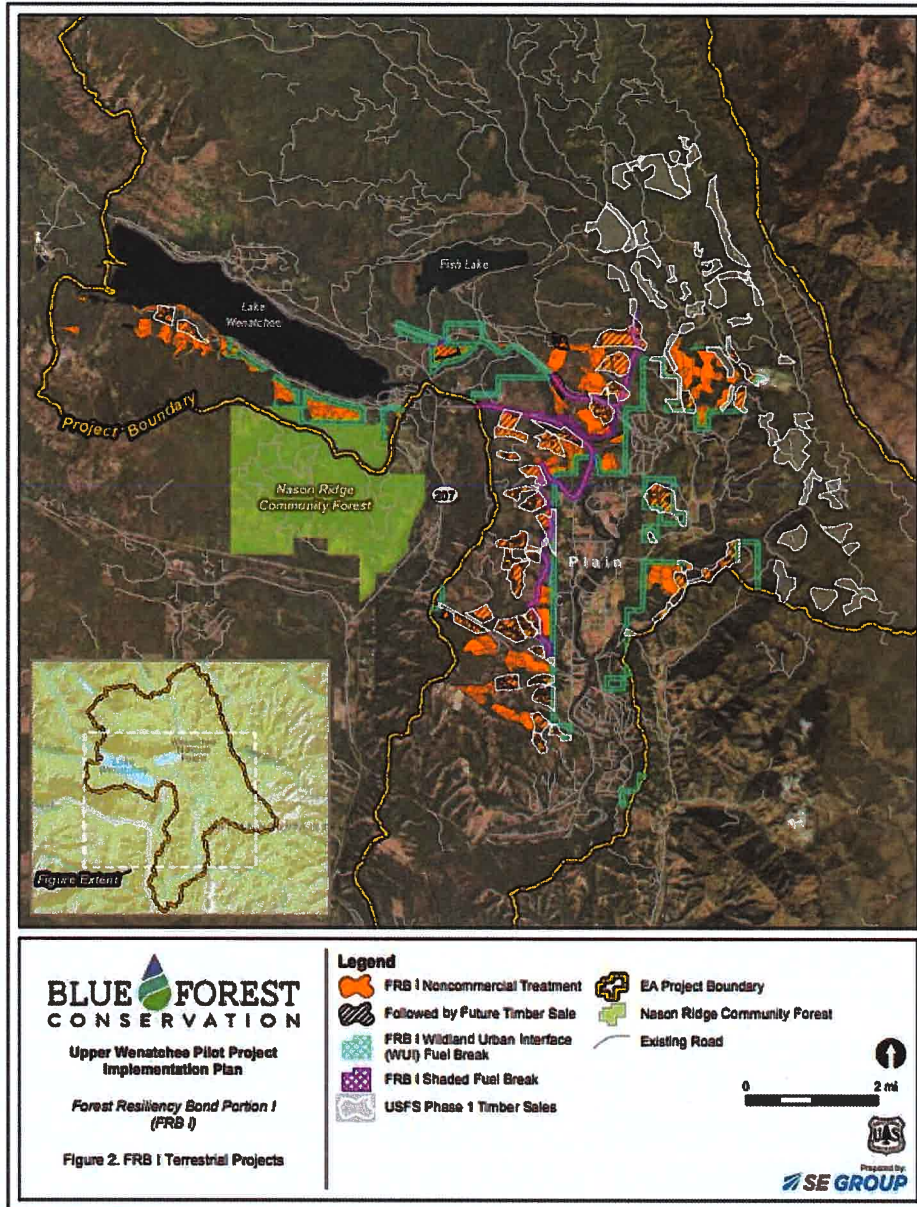 Fish Lake
Lake
Wenatchee
Project Boundary
Nason Ridge
Community Forest
207
Plain
Lake
Wenatchee
Figure Extent
BLUE FOREST
CONSERVATION
Upper Wenatchee Pilot Project
Implementation Plan
Forest Resiliency Bond Portion I
(FRB I)
Figure 2. FRB I Terrestrial Projects
Legend
FRB I Noncommercial Treatment
Followed by Future Timber Sale
FRB I Wildland Urban Interface
(WUI) Fuel Break
FRB I Shaded Fuel Break
USFS Phase 1 Timber Sales
EA Project Boundary
Nason Ridge Community Forest
Existing Road
0 2 mi
U S
Prepared by:
SE GROUP